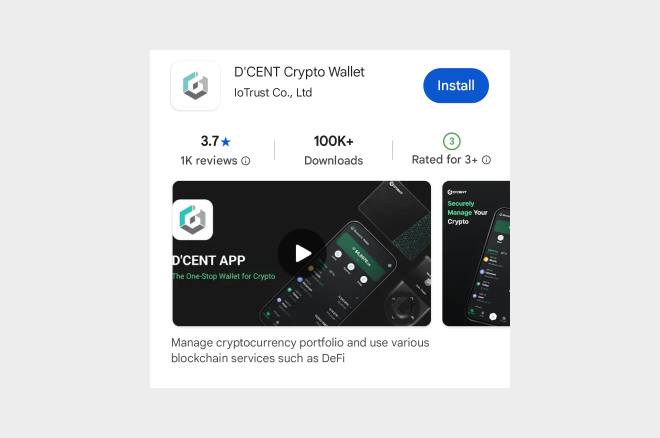 D'CENT Crypto Wallet
IoTrust Co., Ltd
Install
3.7★
1K reviews
100K+
Downloads
3
Rated for 3+
D'CENT APP
The One-Stop Wallet for Crypto
D'CENT
Securely
Manage Your
Crypto
Manage cryptocurrency portfolio and use various
blockchain services such as DeFi